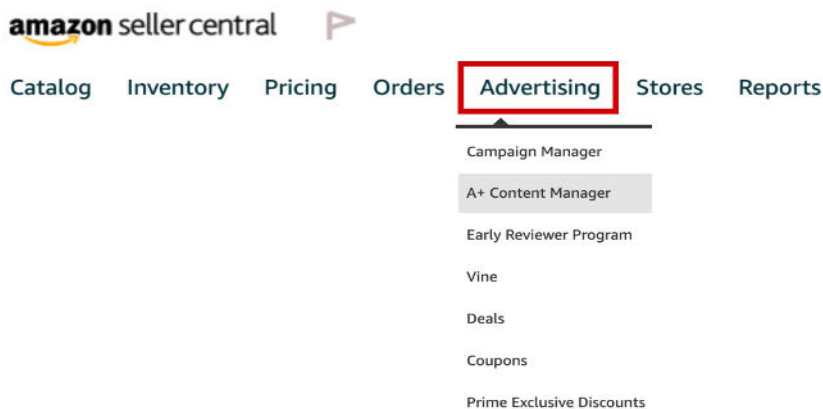 amazon seller central
Catalog Inventory Pricing Orders Advertising Stores Reports
Campaign Manager
A+ Content Manager
Early Reviewer Program
Vine
Deals
Coupons
Prime Exclusive Discounts